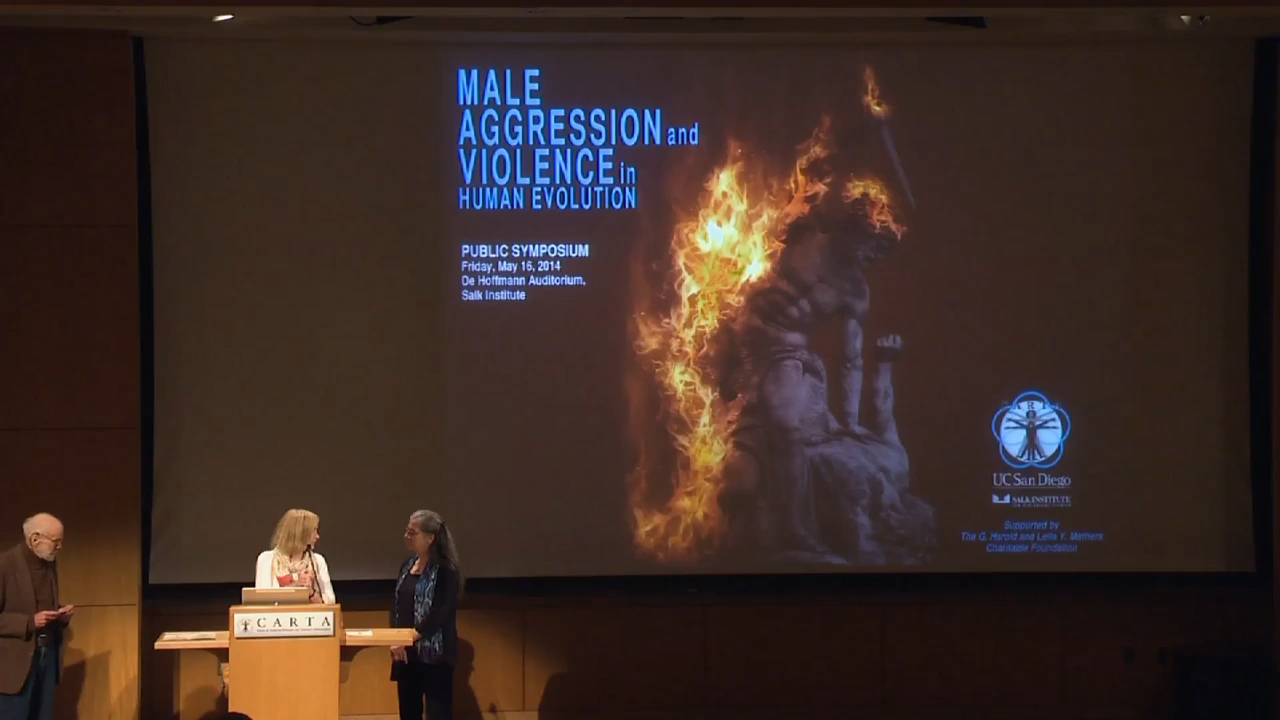 MALE
AGGRESSION and
VIOLENCE in
HUMAN EVOLUTION
PUBLIC SYMPOSIUM
Friday, May 16, 2014
De Hoffmann Auditorium,
Salk Institute
CARTA
UC San Diego
SALK INSTITUTE
Supported by
The G. Harold and Leila Y. Mathers
Charitable Foundation
CARTA